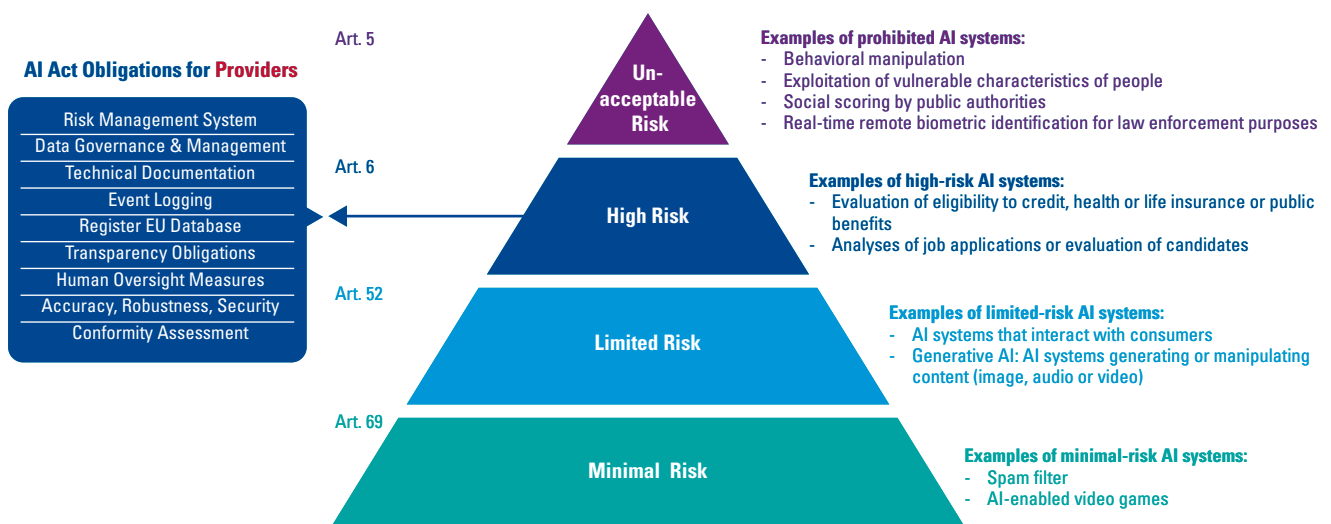 AI Act Obligations for Providers
Risk Management System
Data Governance & Management
Technical Documentation
Event Logging
Register EU Database
Transparency Obligations
Human Oversight Measures
Accuracy, Robustness, Security
Conformity Assessment
Art. 5
Un-
acceptable
Risk
Examples of prohibited AI systems:
- Behavioral manipulation
- Exploitation of vulnerable characteristics of people
- Social scoring by public authorities
- Real-time remote biometric identification for law enforcement purposes
Art. 6
High Risk
Examples of high-risk AI systems:
- Evaluation of eligibility to credit, health or life insurance or public
benefits
- Analyses of job applications or evaluation of candidates
Art. 52
Limited Risk
Examples of limited-risk AI systems:
- AI systems that interact with consumers
- Generative AI: AI systems generating or manipulating
content (image, audio or video)
Art. 69
Minimal Risk
Examples of minimal-risk AI systems:
- Spam filter
- AI-enabled video games